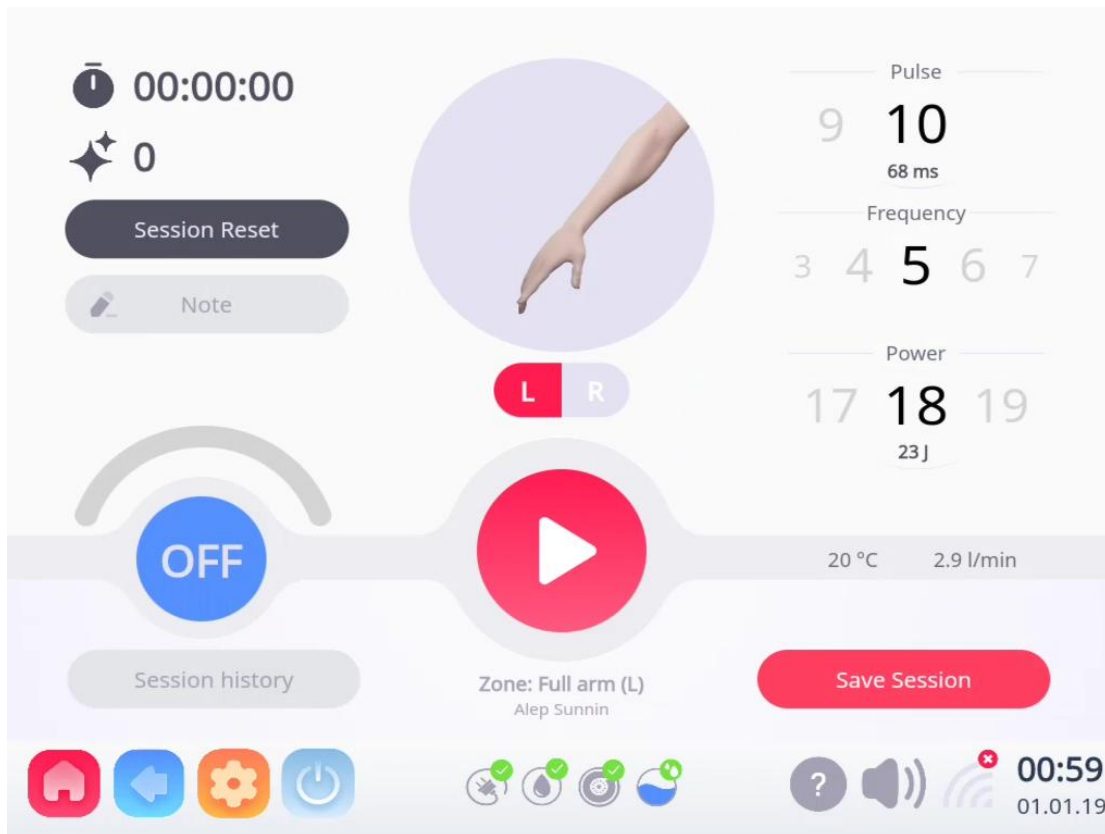 00:00:00
0
Session Reset
Note
L R
Pulse
9 10
68 ms
Frequency
3 4 5 6 7
Power
17 18 19
23 J
OFF
20 °C 2.9 l/min
Session history
Zone: Full arm (L)
Alep Sunnin
Save Session
?
00:59
01.01.19